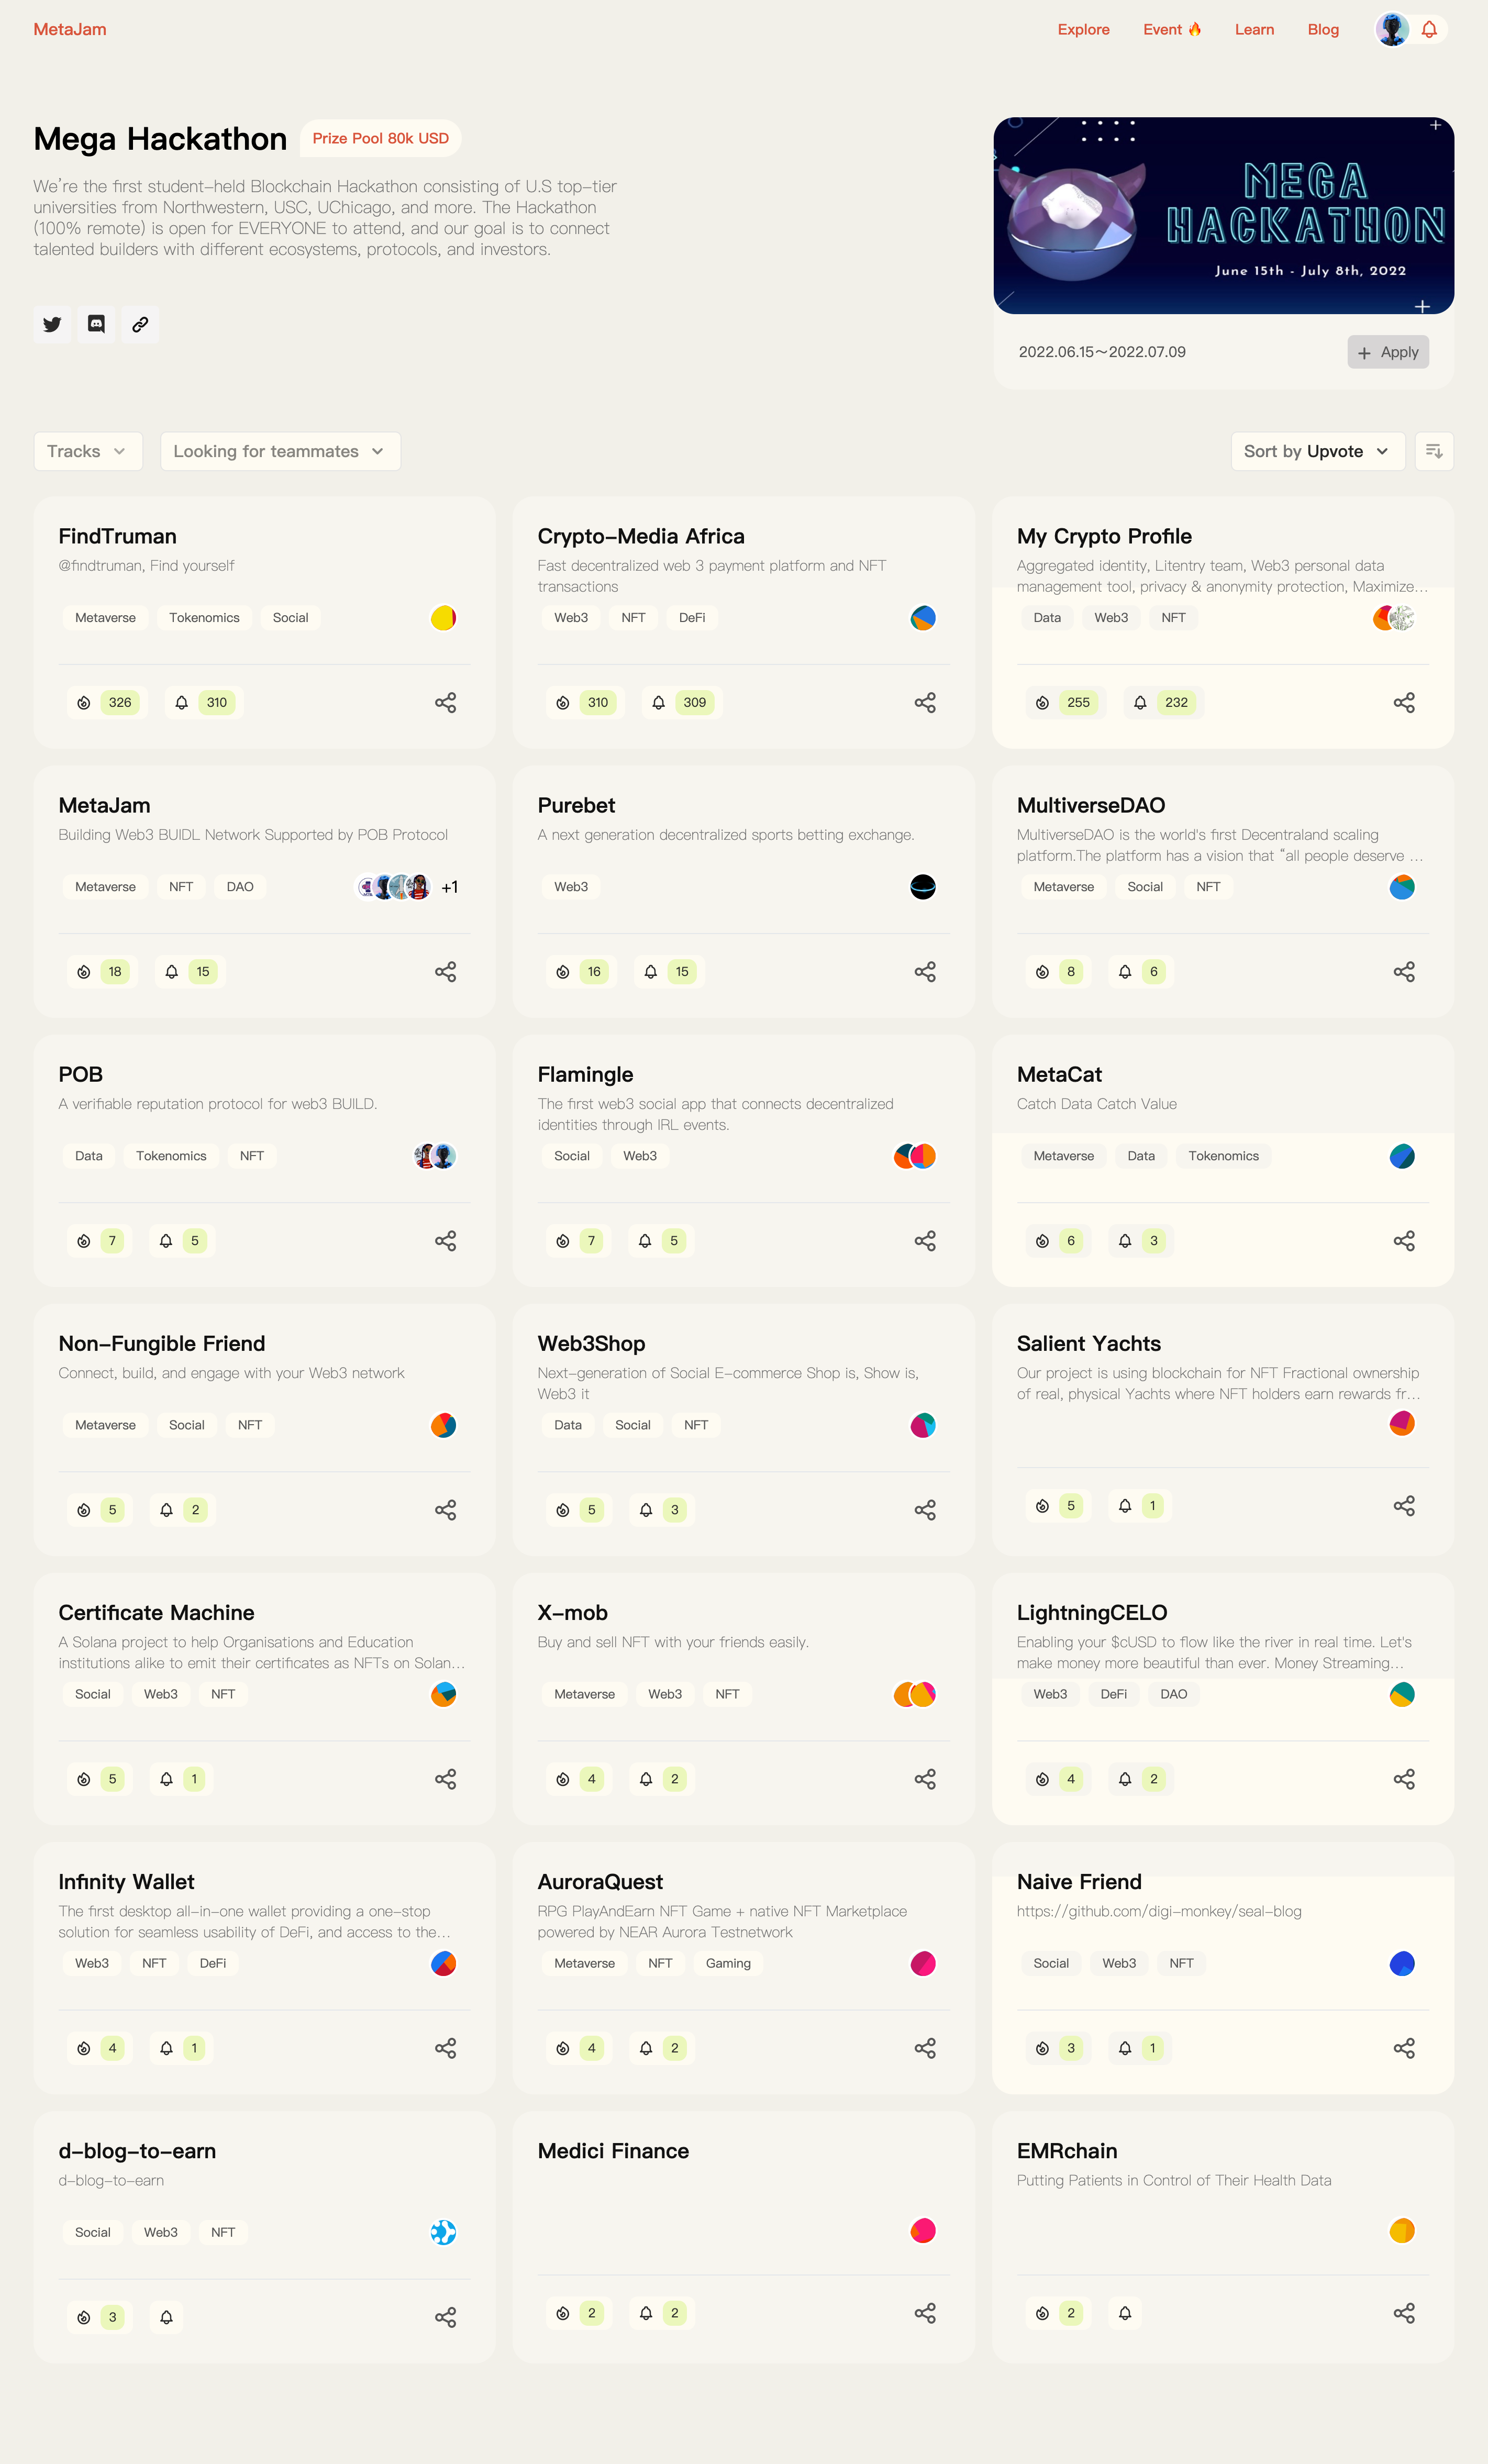 MetaJam
Explore
Event
Learn
Blog
Mega Hackathon
Prize Pool 80k USD
We're the first student-held Blockchain Hackathon consisting of U.S top-tier
universities from Northwestern, USC, UChicago, and more. The Hackathon
(100% remote) is open for EVERYONE to attend, and our goal is to connect
talented builders with different ecosystems, protocols, and investors.
MEGA
HACKATHON
June 15th - July 8th, 2022
2022.06.15~2022.07.09
+ Apply
Tracks
Looking for teammates
Sort by Upvote
FindTruman
@findtruman, Find yourself
Metaverse
Tokenomics
Social
326
310
Crypto-Media Africa
Fast decentralized web 3 payment platform and NFT
transactions
Web3
NFT
DeFi
310
309
My Crypto Profile
Aggregated identity, Litentry team, Web3 personal data
management tool, privacy & anonymity protection, Maximize...
Data
Web3
NFT
255
232
MetaJam
Building Web3 BUIDL Network Supported by POB Protocol
Metaverse
NFT
DAO
+1
18
15
Purebet
A next generation decentralized sports betting exchange.
Web3
16
15
MultiverseDAO
MultiverseDAO is the world's first Decentraland scaling
platform.The platform has a vision that “all people deserve ...
Metaverse
Social
NFT
8
6
POB
A verifiable reputation protocol for web3 BUILD.
Data
Tokenomics
NFT
7
5
Flamingle
The first web3 social app that connects decentralized
identities through IRL events.
Social
Web3
7
5
MetaCat
Catch Data Catch Value
Metaverse
Data
Tokenomics
6
3
Non-Fungible Friend
Connect, build, and engage with your Web3 network
Metaverse
Social
NFT
5
2
Web3Shop
Next-generation of Social E-commerce Shop is, Show is,
Web3 it
Data
Social
NFT
5
3
Salient Yachts
Our project is using blockchain for NFT Fractional ownership
of real, physical Yachts where NFT holders earn rewards fr...
5
1
Certificate Machine
A Solana project to help Organisations and Education
institutions alike to emit their certificates as NFTs on Solan...
Social
Web3
NFT
5
1
X-mob
Buy and sell NFT with your friends easily.
Metaverse
Web3
NFT
4
2
LightningCELO
Enabling your $cUSD to flow like the river in real time. Let's
make money more beautiful than ever. Money Streaming...
Web3
DeFi
DAO
4
2
Infinity Wallet
The first desktop all-in-one wallet providing a one-stop
solution for seamless usability of DeFi, and access to the...
Web3
NFT
DeFi
4
1
AuroraQuest
RPG PlayAndEarn NFT Game + native NFT Marketplace
powered by NEAR Aurora Testnetwork
Metaverse
NFT
Gaming
4
2
Naive Friend
https://github.com/digi-monkey/seal-blog
Social
Web3
NFT
3
1
d-blog-to-earn
d-blog-to-earn
Social
Web3
NFT
3
Medici Finance
2
2
EMRchain
Putting Patients in Control of Their Health Data
2